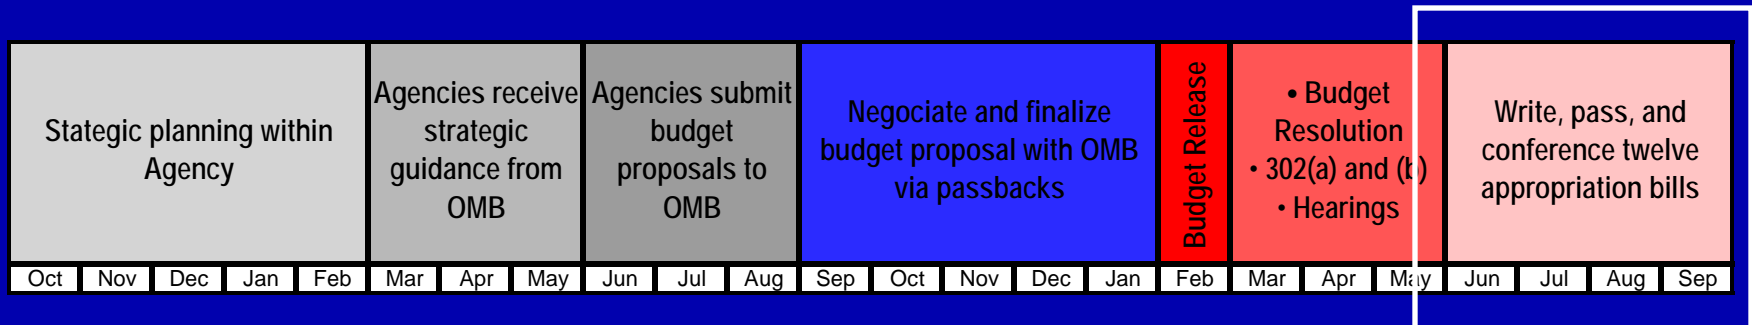 Stategic planning within
Agency
Agencies receive
strategic
guidance from
OMB
Agencies submit
budget
proposals to
OMB
Negociate and finalize
budget proposal with OMB
via passbacks
Budget Release
• Budget
Resolution
• 302(a) and (b)
• Hearings
Write, pass, and
conference twelve
appropriation bills
Oct Nov Dec Jan Feb Mar Apr May Jun Jul Aug Sep Oct Nov Dec Jan Feb Mar Apr May Jun Jul Aug Sep